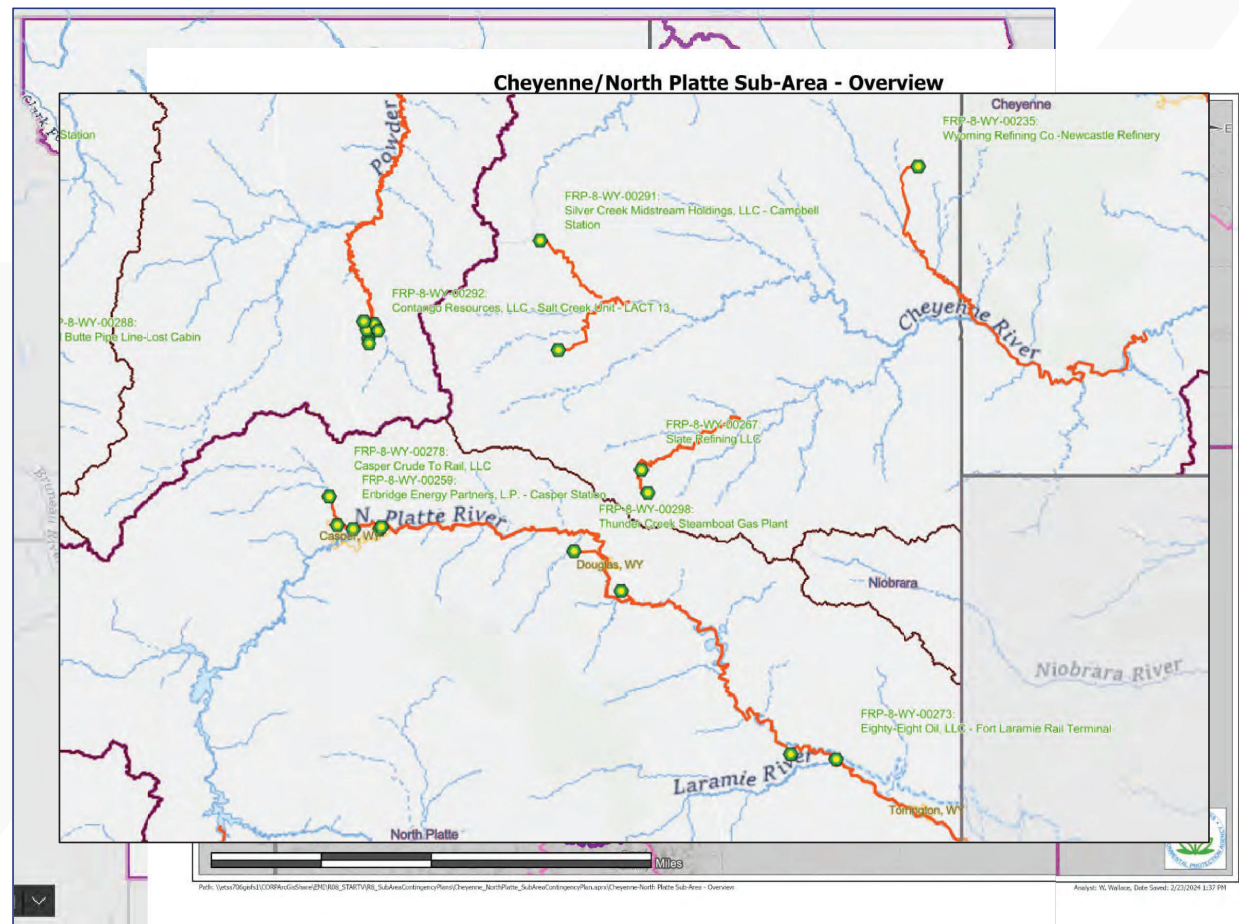 Cheyenne/North Platte Sub-Area - Overview
Cheyenne
FRP-8-WY-00235:
Wyoming Refining Co -Newcastle Refinery
E
Station
Powder
FRP-8-WY-00291:
Silver Creek Midstream Holdings, LLC - Campbell
Station
FRP-8-WY-00292:
Contango Resources, LLC - Salt Creek Unit - LACT 13
P-8-WY-00288:
Butte Pipe Line-Lost Cabin
Cheyenne River
FRP-8-WY-00267:
Slate Refining LLC
FRP-8-WY-00278:
Casper Crude To Rail, LLC
FRP-8-WY-00259:
Enbridge Energy Partners, L.P. - Casper Station
N. Platte River
FRP-8-WY-00298:
Thunder Creek Steamboat Gas Plant
Casper, WY
Douglas, WY
Niobrara
Niobrara River
FRP-8-WY-00273:
Eighty-Eight Oil, LLC - Fort Laramie Rail Terminal
Laramie River
Torrington, WY
North Platte
Miles
Analyst: W. Wallace, Date Saved: 2/23/2024 1:37 PM